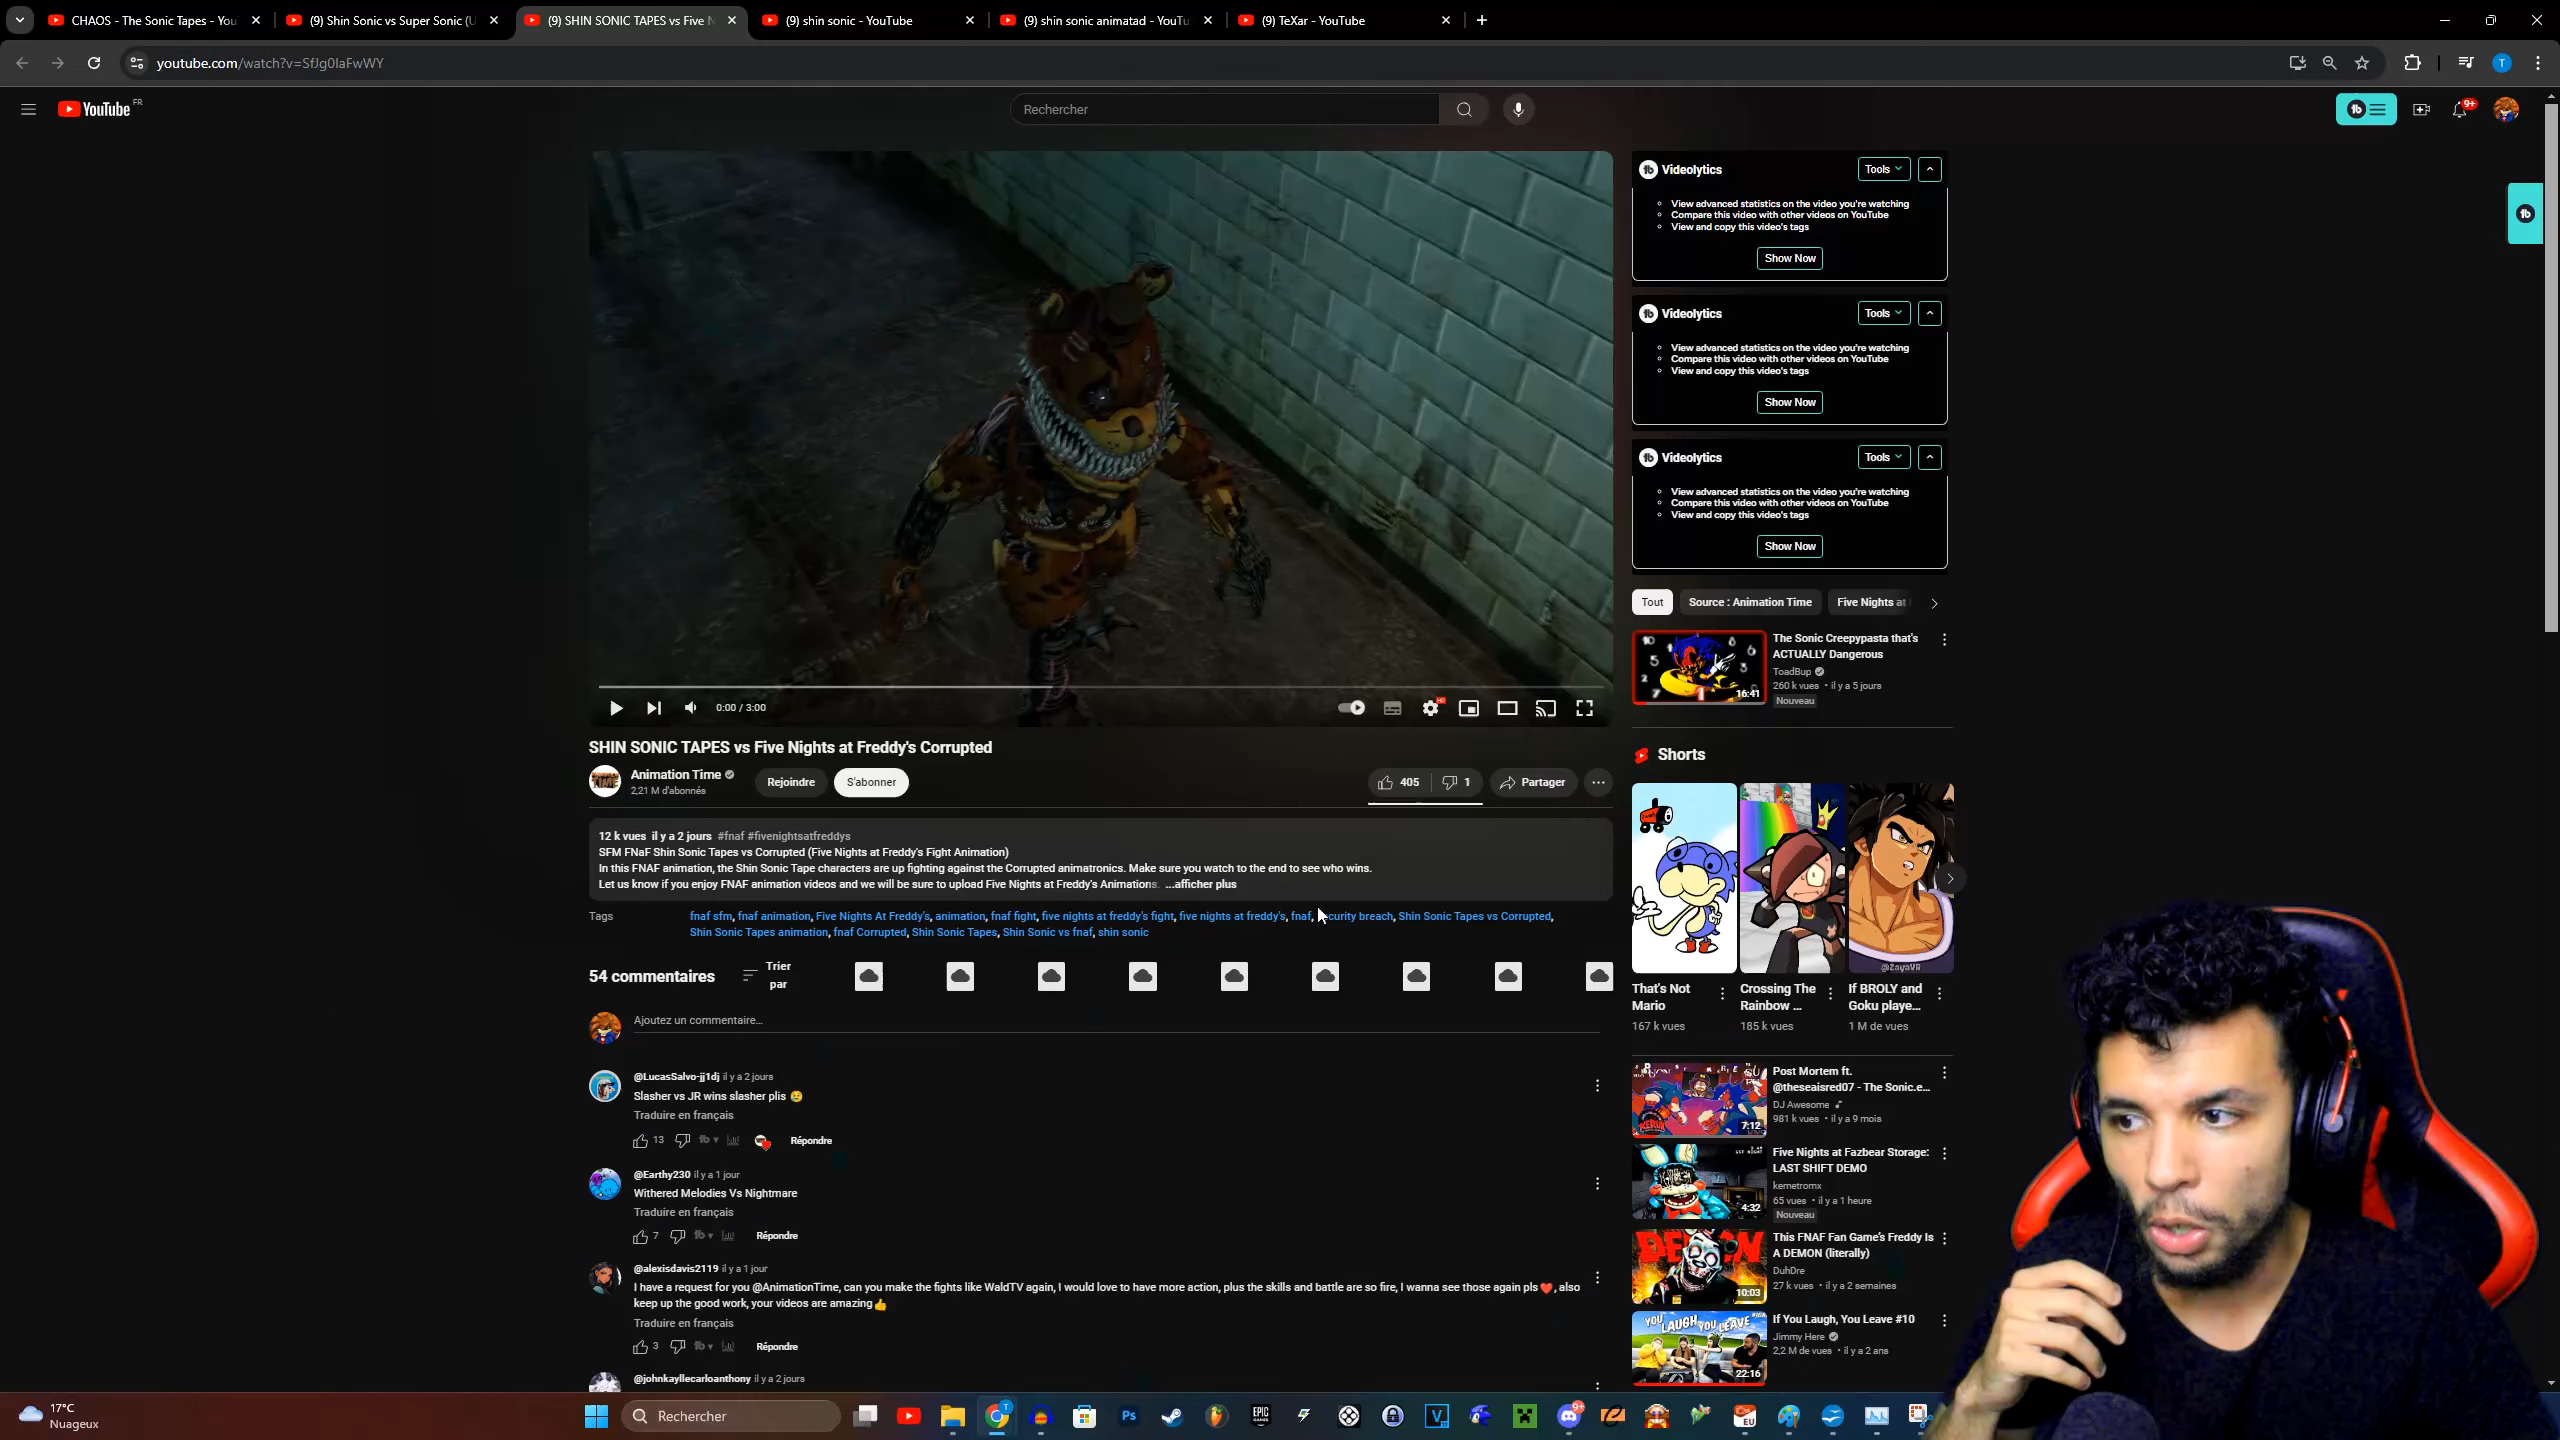 CHAOS - The Sonic Tapes - You
(9) Shin Sonic vs Super Sonic (U
(9) SHIN SONIC TAPES vs Five N
(9) shin sonic - YouTube
(9) shin sonic animatad - YouTu
(9) TeXar - YouTube
youtube.com/watch?v=SfJg0laFwWY
T
YouTube FR
Rechercher
9+
Videolytics
Tools
View advanced statistics on the video you're watching
Compare this video with other videos on YouTube
View and copy this video's tags
Show Now
Videolytics
Tools
View advanced statistics on the video you're watching
Compare this video with other videos on YouTube
View and copy this video's tags
Show Now
Videolytics
Tools
View advanced statistics on the video you're watching
Compare this video with other videos on YouTube
View and copy this video's tags
Show Now
Tout
Source : Animation Time
Five Nights at
The Sonic Creepypasta that's
ACTUALLY Dangerous
ToadBup
260 k vues • il y a 5 jours
Nouveau
16:41
0:00 / 3:00
SHIN SONIC TAPES vs Five Nights at Freddy's Corrupted
Animation Time
2,21 M d'abonnés
Rejoindre
S'abonner
405
1
Partager
12 k vues il y a 2 jours #fnaf #fivenightsatfreddys
SFM FNaF Shin Sonic Tapes vs Corrupted (Five Nights at Freddy's Fight Animation)
In this FNAF animation, the Shin Sonic Tape characters are up fighting against the Corrupted animatronics. Make sure you watch to the end to see who wins.
Let us know if you enjoy FNAF animation videos and we will be sure to upload Five Nights at Freddy's Animations. ...afficher plus
Tags
fnaf sfm, fnaf animation, Five Nights At Freddy's, animation, fnaf fight, five nights at freddy's fight, five nights at freddy's, fnaf, curity breach, Shin Sonic Tapes vs Corrupted,
Shin Sonic Tapes animation, fnaf Corrupted, Shin Sonic Tapes, Shin Sonic vs fnaf, shin sonic
54 commentaires
Trier
par
Ajoutez un commentaire...
@LucasSalvo-jj1dj il y a 2 jours
Slasher vs JR wins slasher plis 😢
Traduire en français
13
Répondre
@Earthy230 il y a 1 jour
Withered Melodies Vs Nightmare
Traduire en français
7
Répondre
@alexisdavis2119 il y a 1 jour
I have a request for you @AnimationTime, can you make the fights like WaldTV again, I would love to have more action, plus the skills and battle are so fire, I wanna see those again pls❤️, also
keep up the good work, your videos are amazing👍
Traduire en français
3
Répondre
@johnkayllecarloanthony il y a 2 jours
Shorts
@ZayaVR
That's Not
Mario
167 k vues
Crossing The
Rainbow ...
185 k vues
If BROLY and
Goku playe...
1 M de vues
Post Mortem ft.
@theseaisred07 - The Sonic.e...
DJ Awesome
981 k vues • il y a 9 mois
7:12
Five Nights at Fazbear Storage:
LAST SHIFT DEMO
kemetromx
65 vues • il y a 1 heure
Nouveau
4:32
This FNAF Fan Game's Freddy Is
A DEMON (literally)
DuhDre
27 k vues • il y a 2 semaines
10:03
YOU LAUGH YOU LEAVE
If You Laugh, You Leave #10
Jimmy Here
2,2 M de vues • il y a 2 ans
22:16
17°C
Nuageux
Rechercher
Ps
EPIC
V
9+
EU